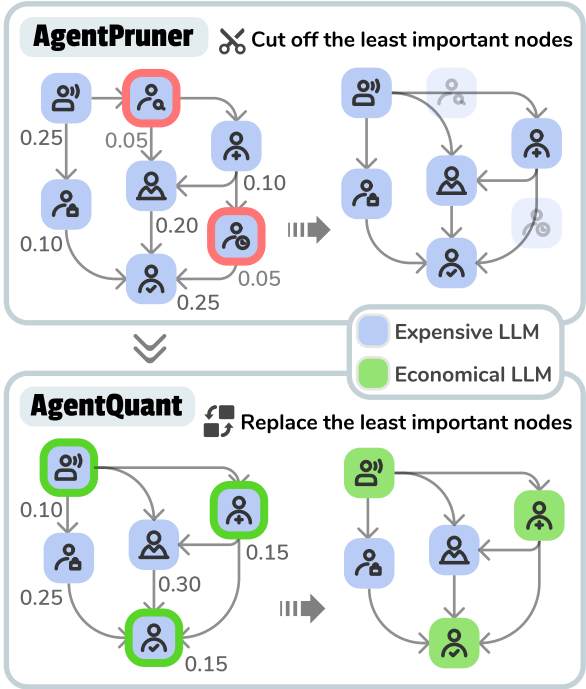 AgentPruner
Cut off the least important nodes
0.25
0.05
0.10
0.20
0.10
0.05
0.25
Expensive LLM
Economical LLM
AgentQuant
Replace the least important nodes
0.10
0.15
0.30
0.25
0.15